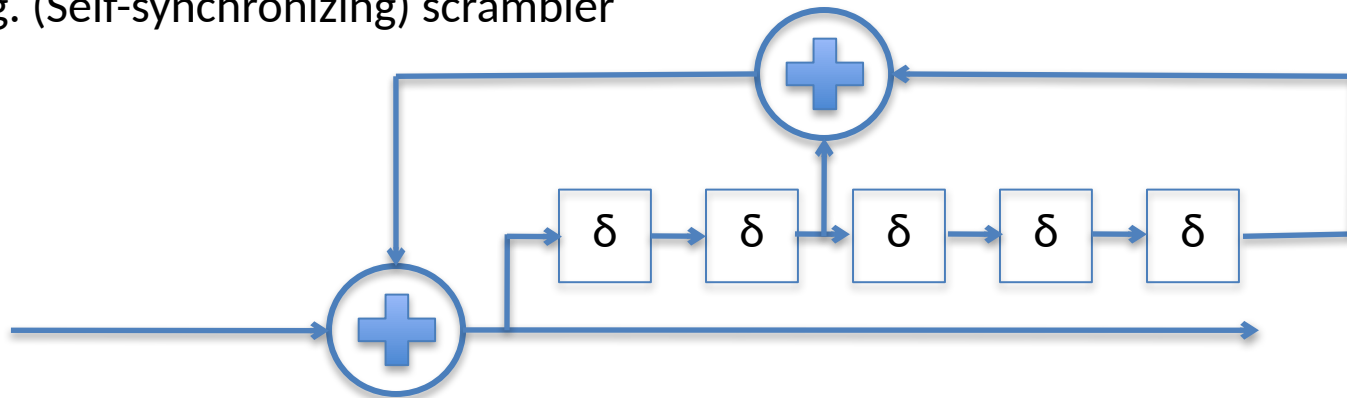 g. (Self-synchronizing) scrambler
δ δ δ δ δ